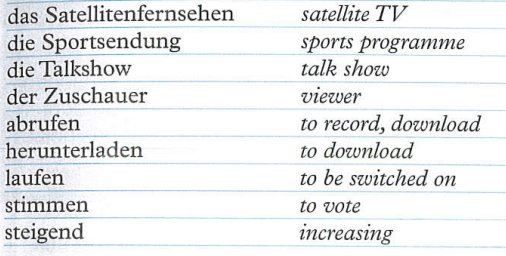 das Satellitenfernsehen satellite TV
die Sportsendung sports programme
die Talkshow talk show
der Zuschauer viewer
abrufen to record, download
herunterladen to download
laufen to be switched on
stimmen to vote
steigend increasing